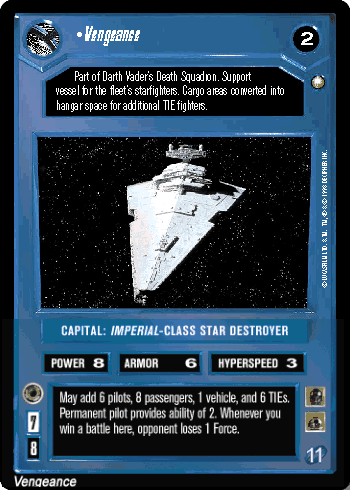 •Vengeance
2
Part of Darth Vader's Death Squadron. Support
vessel for the fleet's starfighters. Cargo areas converted into
hangar space for additional TIE fighters.
CAPITAL: IMPERIAL-CLASS STAR DESTROYER
POWER 8
ARMOR 6
HYPERSPEED 3
May add 6 pilots, 8 passengers, 1 vehicle, and 6 TIEs.
Permanent pilot provides ability of 2. Whenever you
win a battle here, opponent loses 1 Force.
7
8
11
Vengeance